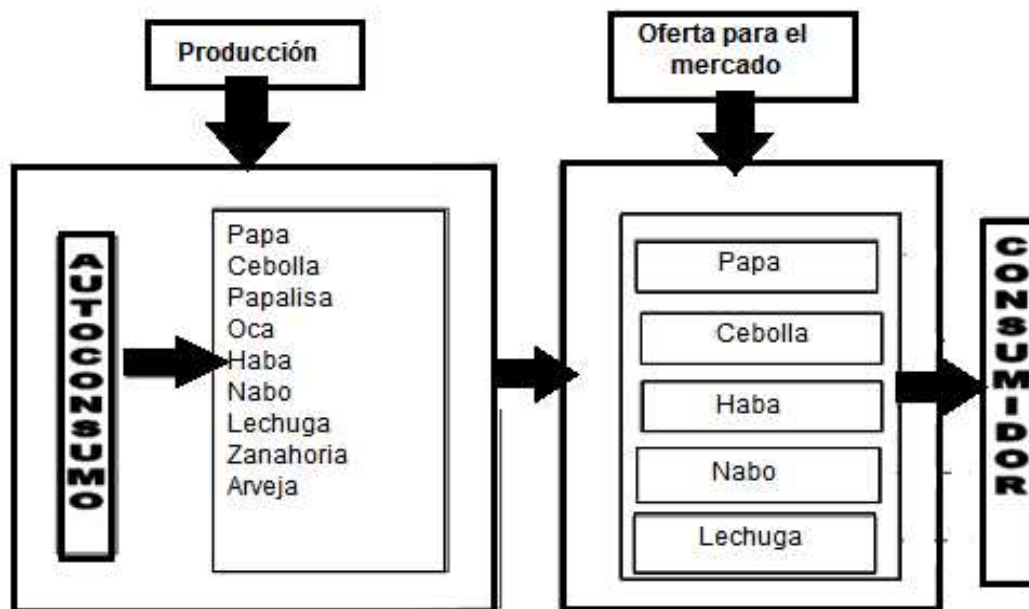 Producción
Oferta para el
mercado
AUTOCONSUMO
Papa
Cebolla
Papalisa
Oca
Haba
Nabo
Lechuga
Zanahoria
Arveja
Papa
Cebolla
Haba
Nabo
Lechuga
CONSUMIDOR